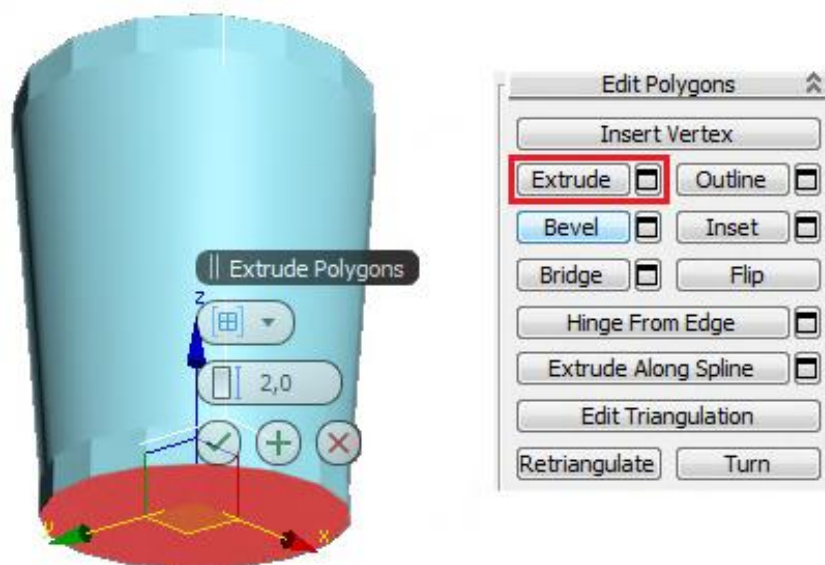 Extrude Polygons
z
2,0
y
x
Edit Polygons
Insert Vertex
Extrude Outline
Bevel Inset
Bridge Flip
Hinge From Edge
Extrude Along Spline
Edit Triangulation
Retriangulate Turn